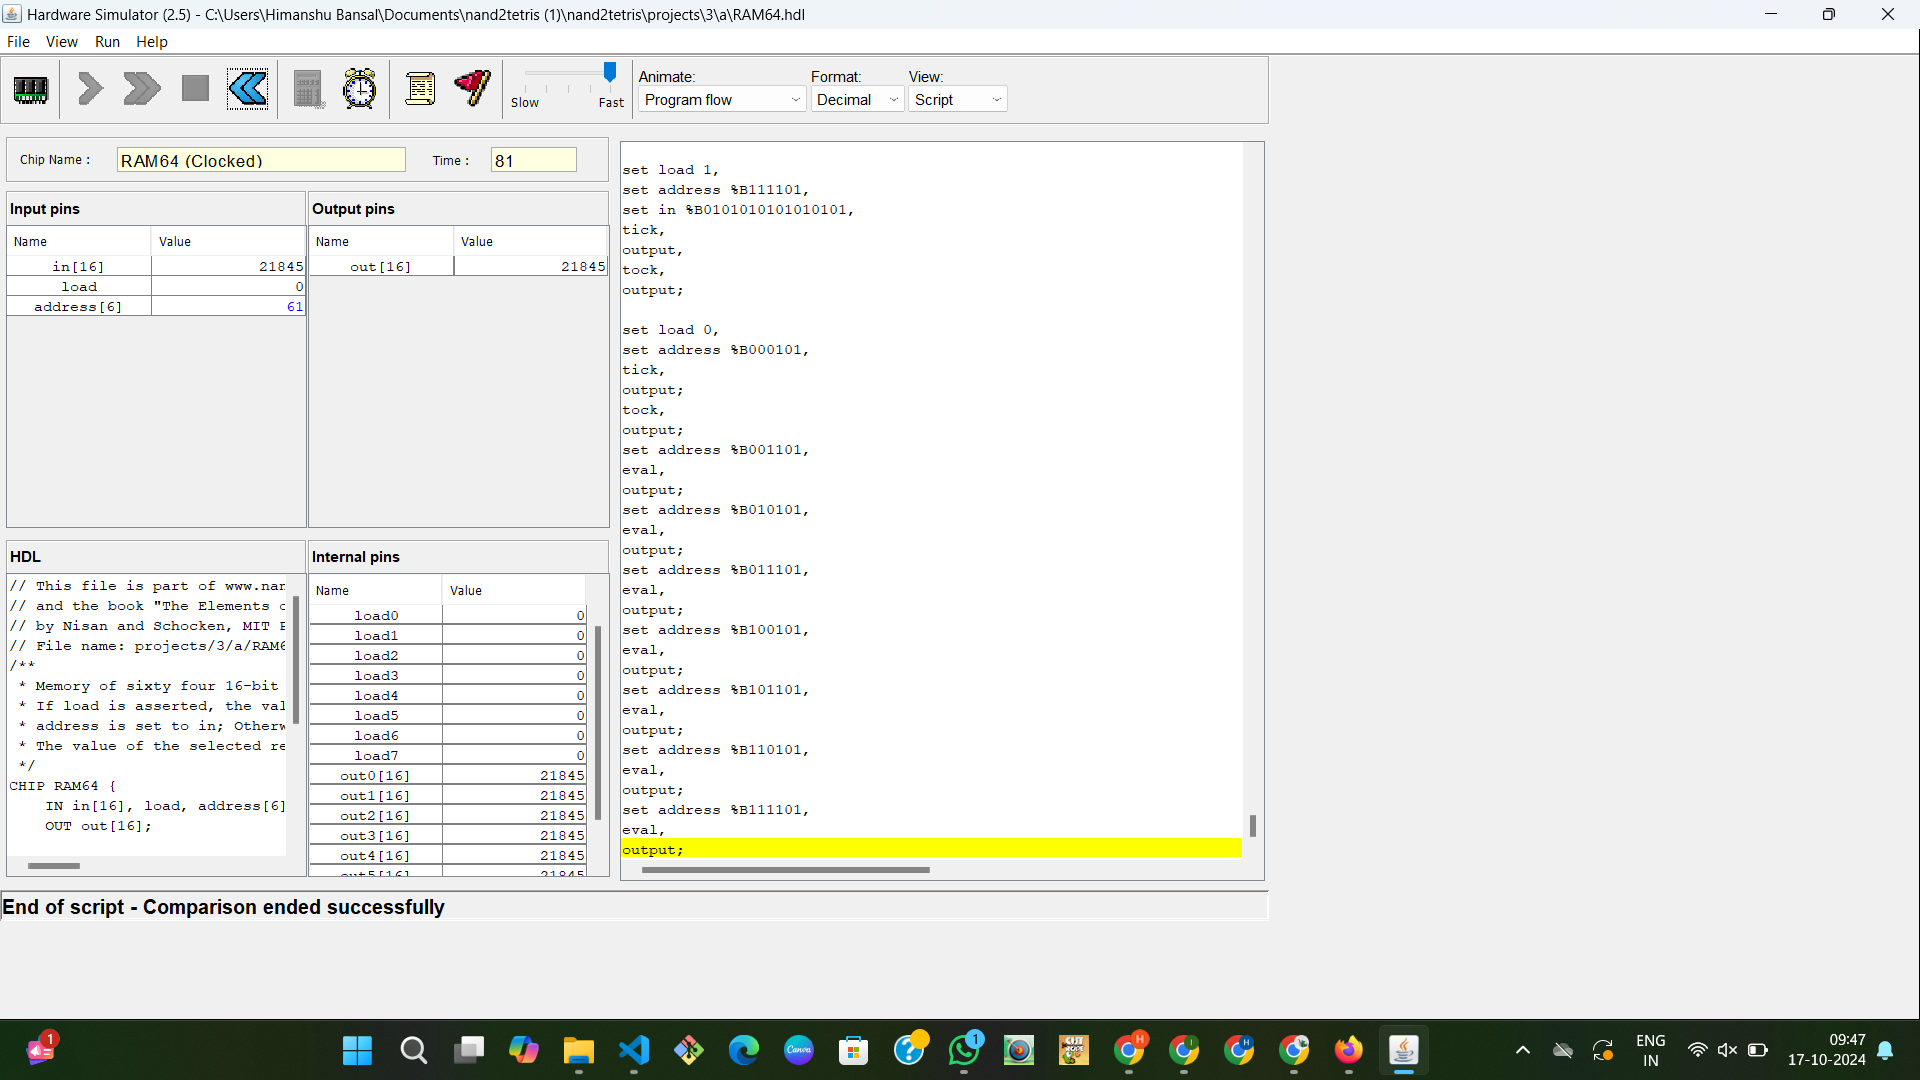 Hardware Simulator (2.5) - C:\Users\Himanshu Bansal\Documents\nand2tetris (1)\nand2tetris\projects\3\a\RAM64.hdl
File View Run Help
Slow Fast
Animate: Format: View:
Program flow Decimal Script
Chip Name : RAM64 (Clocked) Time : 81
Input pins
Name Value
in[16] 21845
load 0
address[6] 61
Output pins
Name Value
out[16] 21845
HDL
// This file is part of www.nan
// and the book "The Elements o
// by Nisan and Schocken, MIT P
// File name: projects/3/a/RAM6
/**
* Memory of sixty four 16-bit
* If load is asserted, the val
* address is set to in; Otherw
* The value of the selected re
*/
CHIP RAM64 {
IN in[16], load, address[6]
OUT out[16];
Internal pins
Name Value
load0 0
load1 0
load2 0
load3 0
load4 0
load5 0
load6 0
load7 0
out0[16] 21845
out1[16] 21845
out2[16] 21845
out3[16] 21845
out4[16] 21845
out5[16] 21845
set load 1,
set address %B111101,
set in %B0101010101010101,
tick,
output,
tock,
output;
set load 0,
set address %B000101,
tick,
output;
tock,
output;
set address %B001101,
eval,
output;
set address %B010101,
eval,
output;
set address %B011101,
eval,
output;
set address %B100101,
eval,
output;
set address %B101101,
eval,
output;
set address %B110101,
eval,
output;
set address %B111101,
eval,
output;
End of script - Comparison ended successfully
1
Canva
1
H
I
H
ENG
IN
09:47
17-10-2024